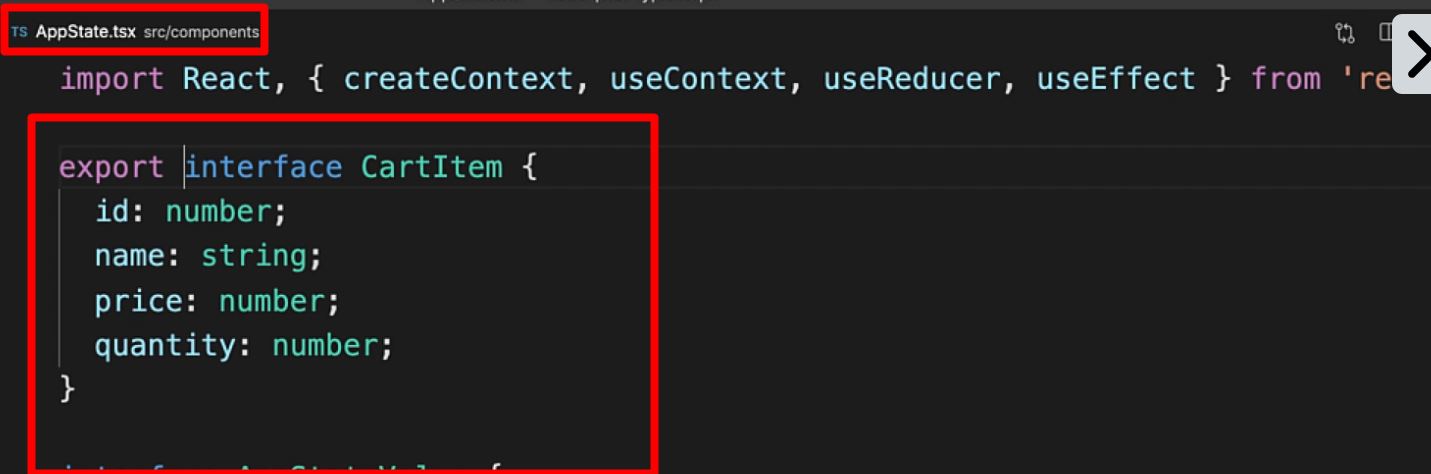 TS AppState.tsx src/components
import React, { createContext, useContext, useReducer, useEffect } from 're
export interface CartItem {
id: number;
name: string;
price: number;
quantity: number;
}